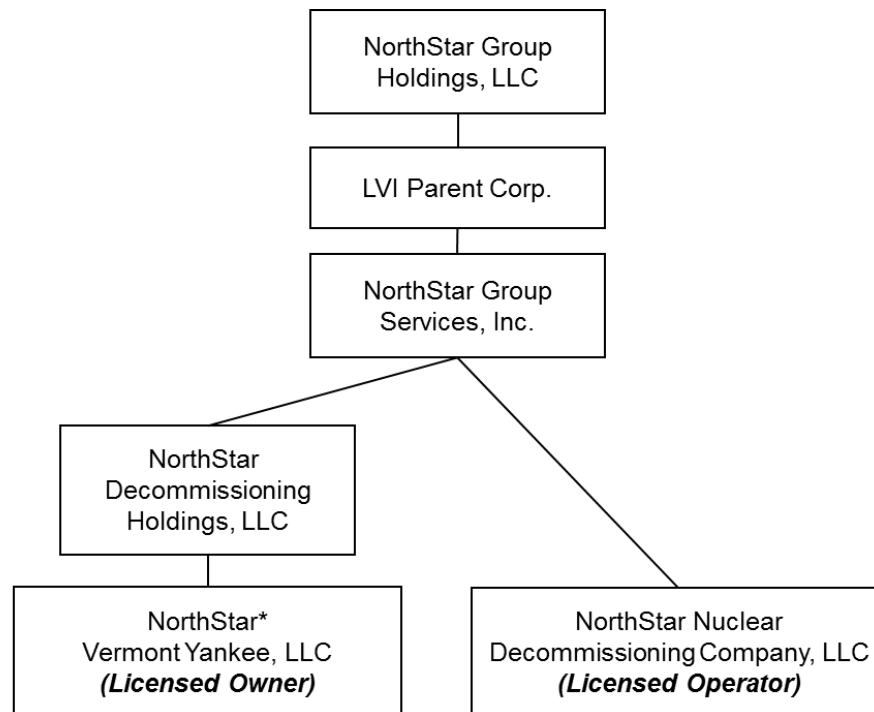 NorthStar Group
Holdings, LLC
LVI Parent Corp.
NorthStar Group
Services, Inc.
NorthStar
Decommissioning
Holdings, LLC
NorthStar*
Vermont Yankee, LLC
(Licensed Owner)
NorthStar Nuclear
Decommissioning Company, LLC
(Licensed Operator)